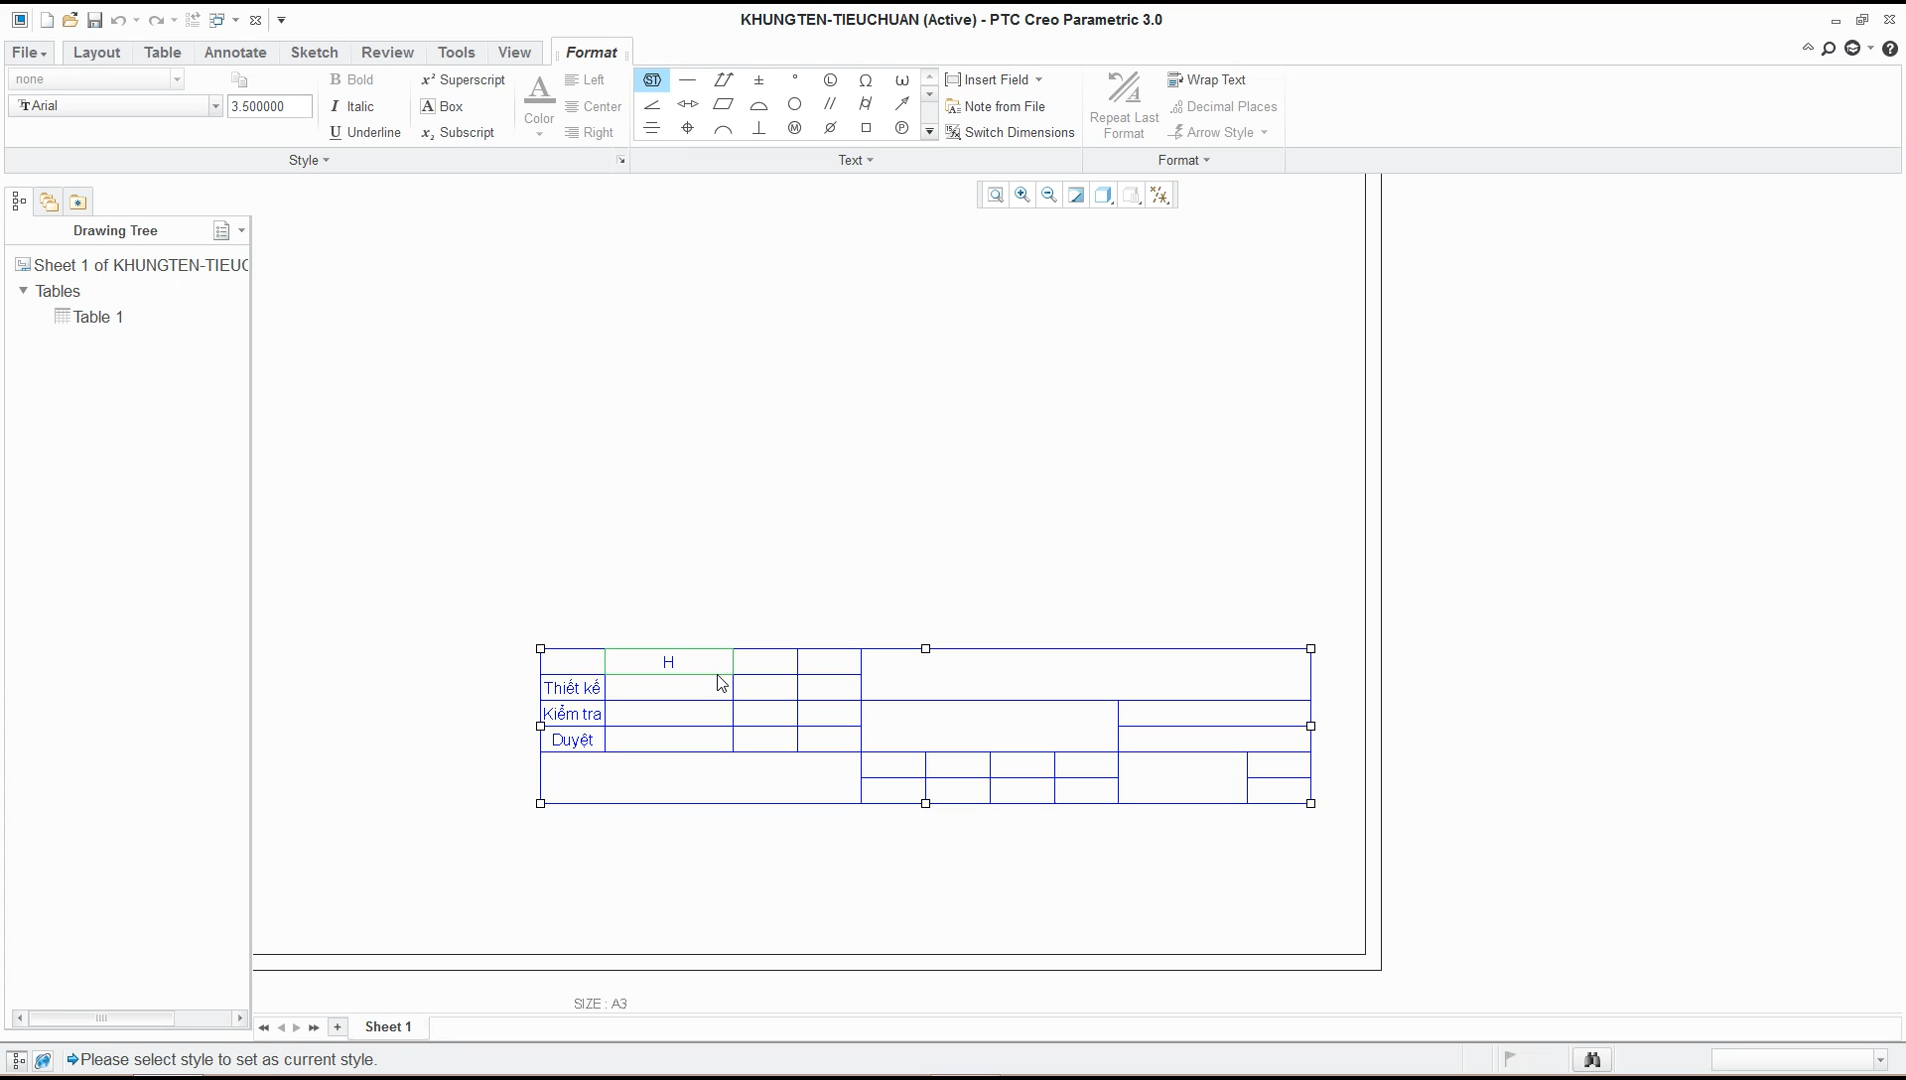 KHUNGTEN-TIEUCHUAN (Active) - PTC Creo Parametric 3.0
File Layout Table Annotate Sketch Review Tools View Format
none
Arial 3.500000
Bold
Italic
Underline
Superscript
Box
Subscript
Color
Left
Center
Right
Insert Field
Note from File
Switch Dimensions
Repeat Last
Format
Wrap Text
Decimal Places
Arrow Style
Style Text Format
Drawing Tree
Sheet 1 of KHUNGTEN-TIEUC
Tables
Table 1
H
Thiết kế
Kiểm tra
Duyệt
SIZE : A3
Sheet 1
Please select style to set as current style.